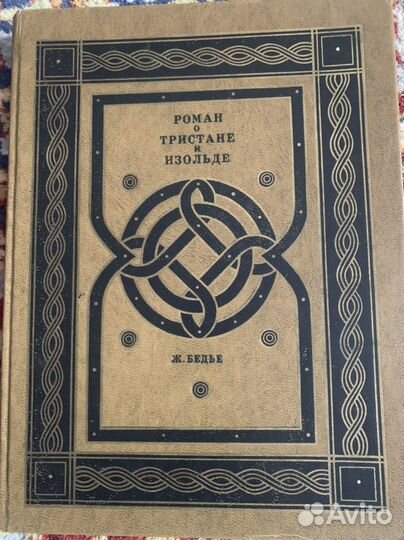 РОМАН
О
ТРИСТАНЕ
И
ИЗОЛЬДЕ
Ж. БЕДЬЕ
Avito